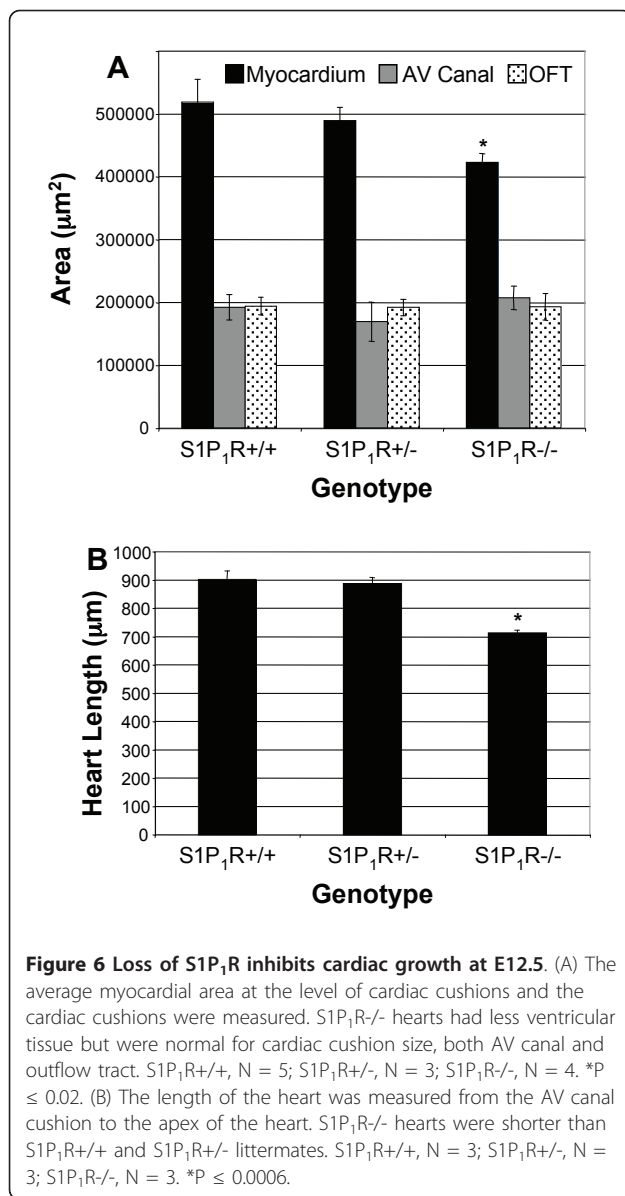 A
Myocardium AV Canal OFT
500000
400000
300000
200000
100000
0
Area (μm²)
S1P₁R+/+ S1P₁R+/- S1P₁R-/-
*
Genotype
B
1000
900
800
700
600
500
400
300
200
100
0
Heart Length (μm)
*
S1P₁R+/+ S1P₁R+/- S1P₁R-/-
Genotype
Figure 6 Loss of S1P₁R inhibits cardiac growth at E12.5. (A) The
average myocardial area at the level of cardiac cushions and the
cardiac cushions were measured. S1P₁R-/- hearts had less ventricular
tissue but were normal for cardiac cushion size, both AV canal and
outflow tract. S1P₁R+/+, N = 5; S1P₁R+/-, N = 3; S1P₁R-/-, N = 4. *P
≤ 0.02. (B) The length of the heart was measured from the AV canal
cushion to the apex of the heart. S1P₁R-/- hearts were shorter than
S1P₁R+/+ and S1P₁R+/- littermates. S1P₁R+/+, N = 3; S1P₁R+/-, N =
3; S1P₁R-/-, N = 3. *P ≤ 0.0006.